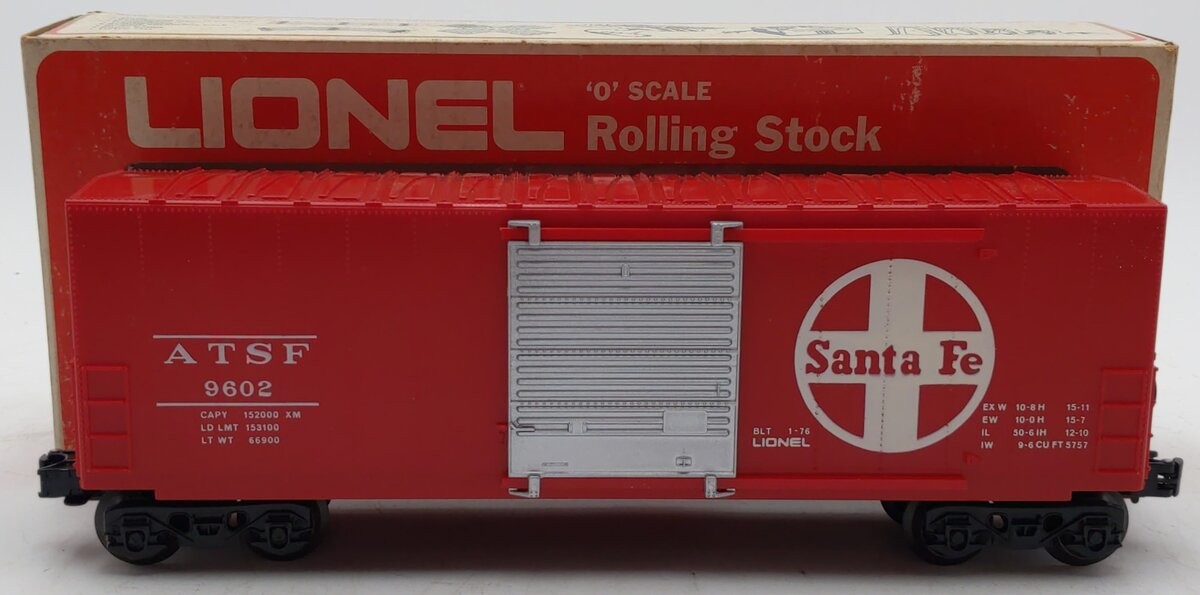 LIONEL
'O' SCALE
Rolling Stock
ATSF
9602
CAPY 152000 XM
LD LMT 153100
LT WT 66900
Santa Fe
BLT 1-76
LIONEL
EX W 10-8 H 15-11
EW 10-0 H 15-7
IL 50-6 IH 12-10
IW 9-6 CU FT 5757